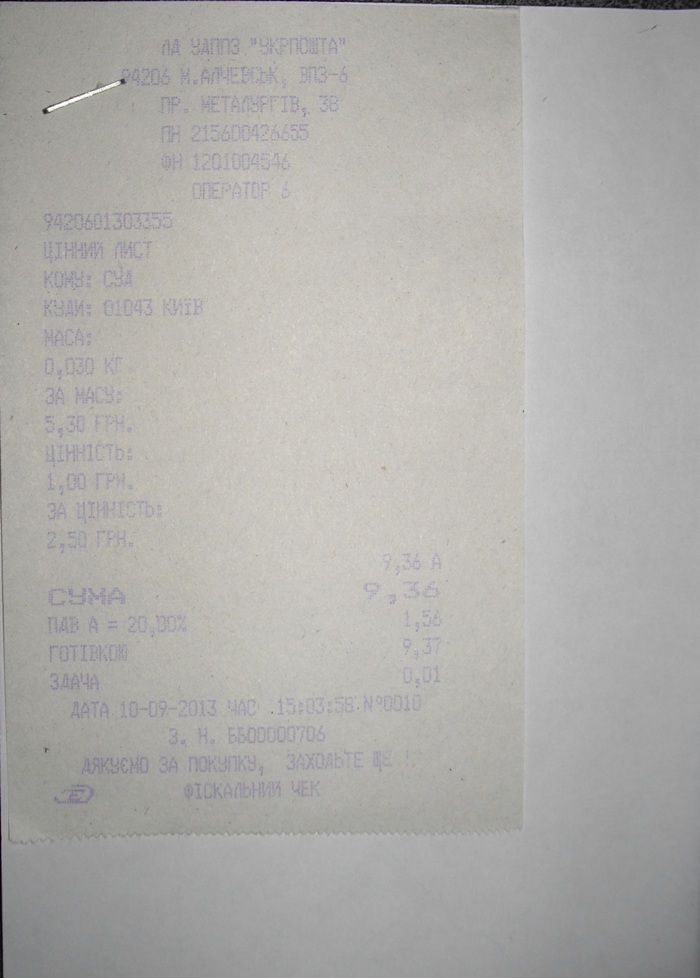 ЛД УДППЗ "УКРПОШТА"
94206 М.АЛЧЕВСЬК, ВПЗ-6
ПР. МЕТАЛУРГІВ, 38
ПН 215600426655
ФН 1201004546
ОПЕРАТОР 6
9420601303355
ЦІННИЙ ЛИСТ
КОМУ: СУД
КУДИ: 01043 КИЇВ
МАСА:
0,030 КГ
ЗА МАСУ:
5,30 ГРН.
ЦІННІСТЬ:
1,00 ГРН.
ЗА ЦІННІСТЬ:
2,50 ГРН.
9,36 А
СУМА 9,36
ПДВ А = 20,00% 1,56
ГОТІВКОЮ 9,37
ЗДАЧА 0,01
ДАТА 10-09-2013 ЧАС 15:03:58 №0010
З. Н. ББ00000706
ДЯКУЄМО ЗА ПОКУПКУ, ЗАХОДЬТЕ ЩЕ !
ФІСКАЛЬНИЙ ЧЕК